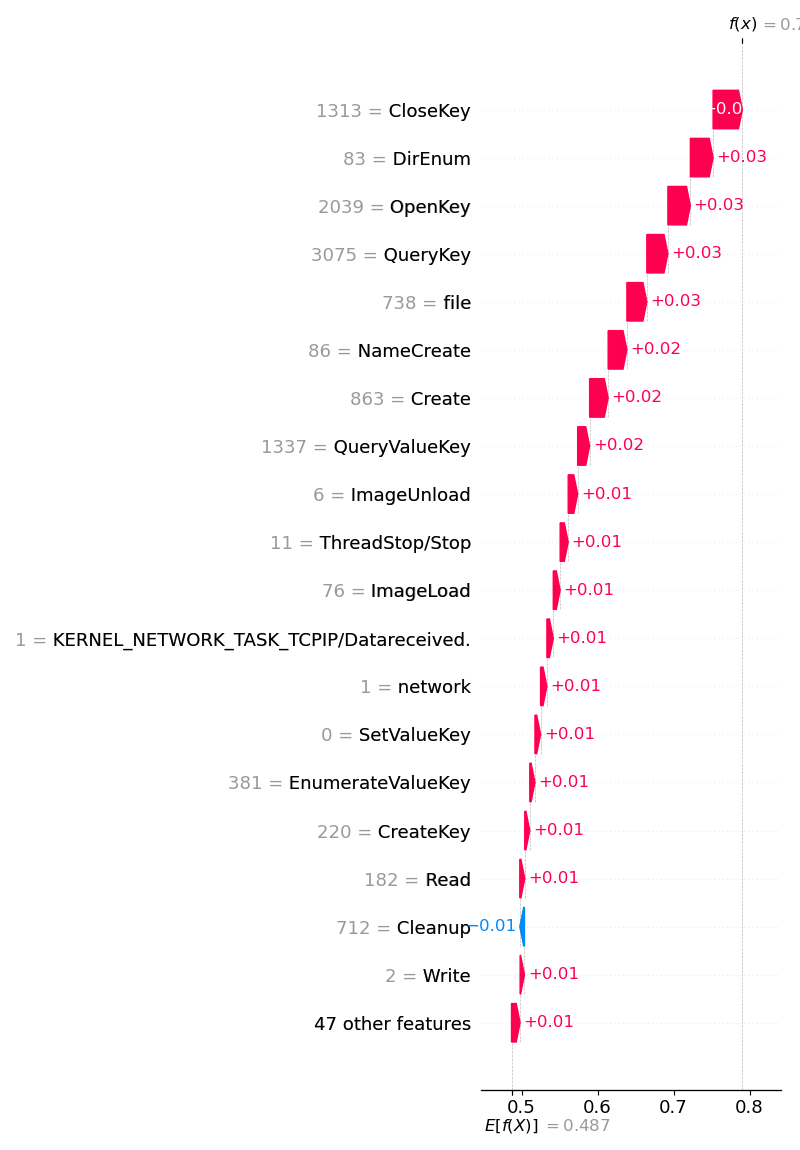 f(x) = 0.7
1313 = CloseKey
83 = DirEnum +0.03
2039 = OpenKey +0.03
3075 = QueryKey +0.03
738 = file +0.03
86 = NameCreate +0.02
863 = Create +0.02
1337 = QueryValueKey +0.02
6 = ImageUnload +0.01
11 = ThreadStop/Stop +0.01
76 = ImageLoad +0.01
1 = KERNEL_NETWORK_TASK_TCPIP/Datareceived. +0.01
1 = network +0.01
0 = SetValueKey +0.01
381 = EnumerateValueKey +0.01
220 = CreateKey +0.01
182 = Read +0.01
712 = Cleanup −0.01
2 = Write +0.01
47 other features +0.01
0.5 0.6 0.7 0.8
E[f(X)] = 0.487